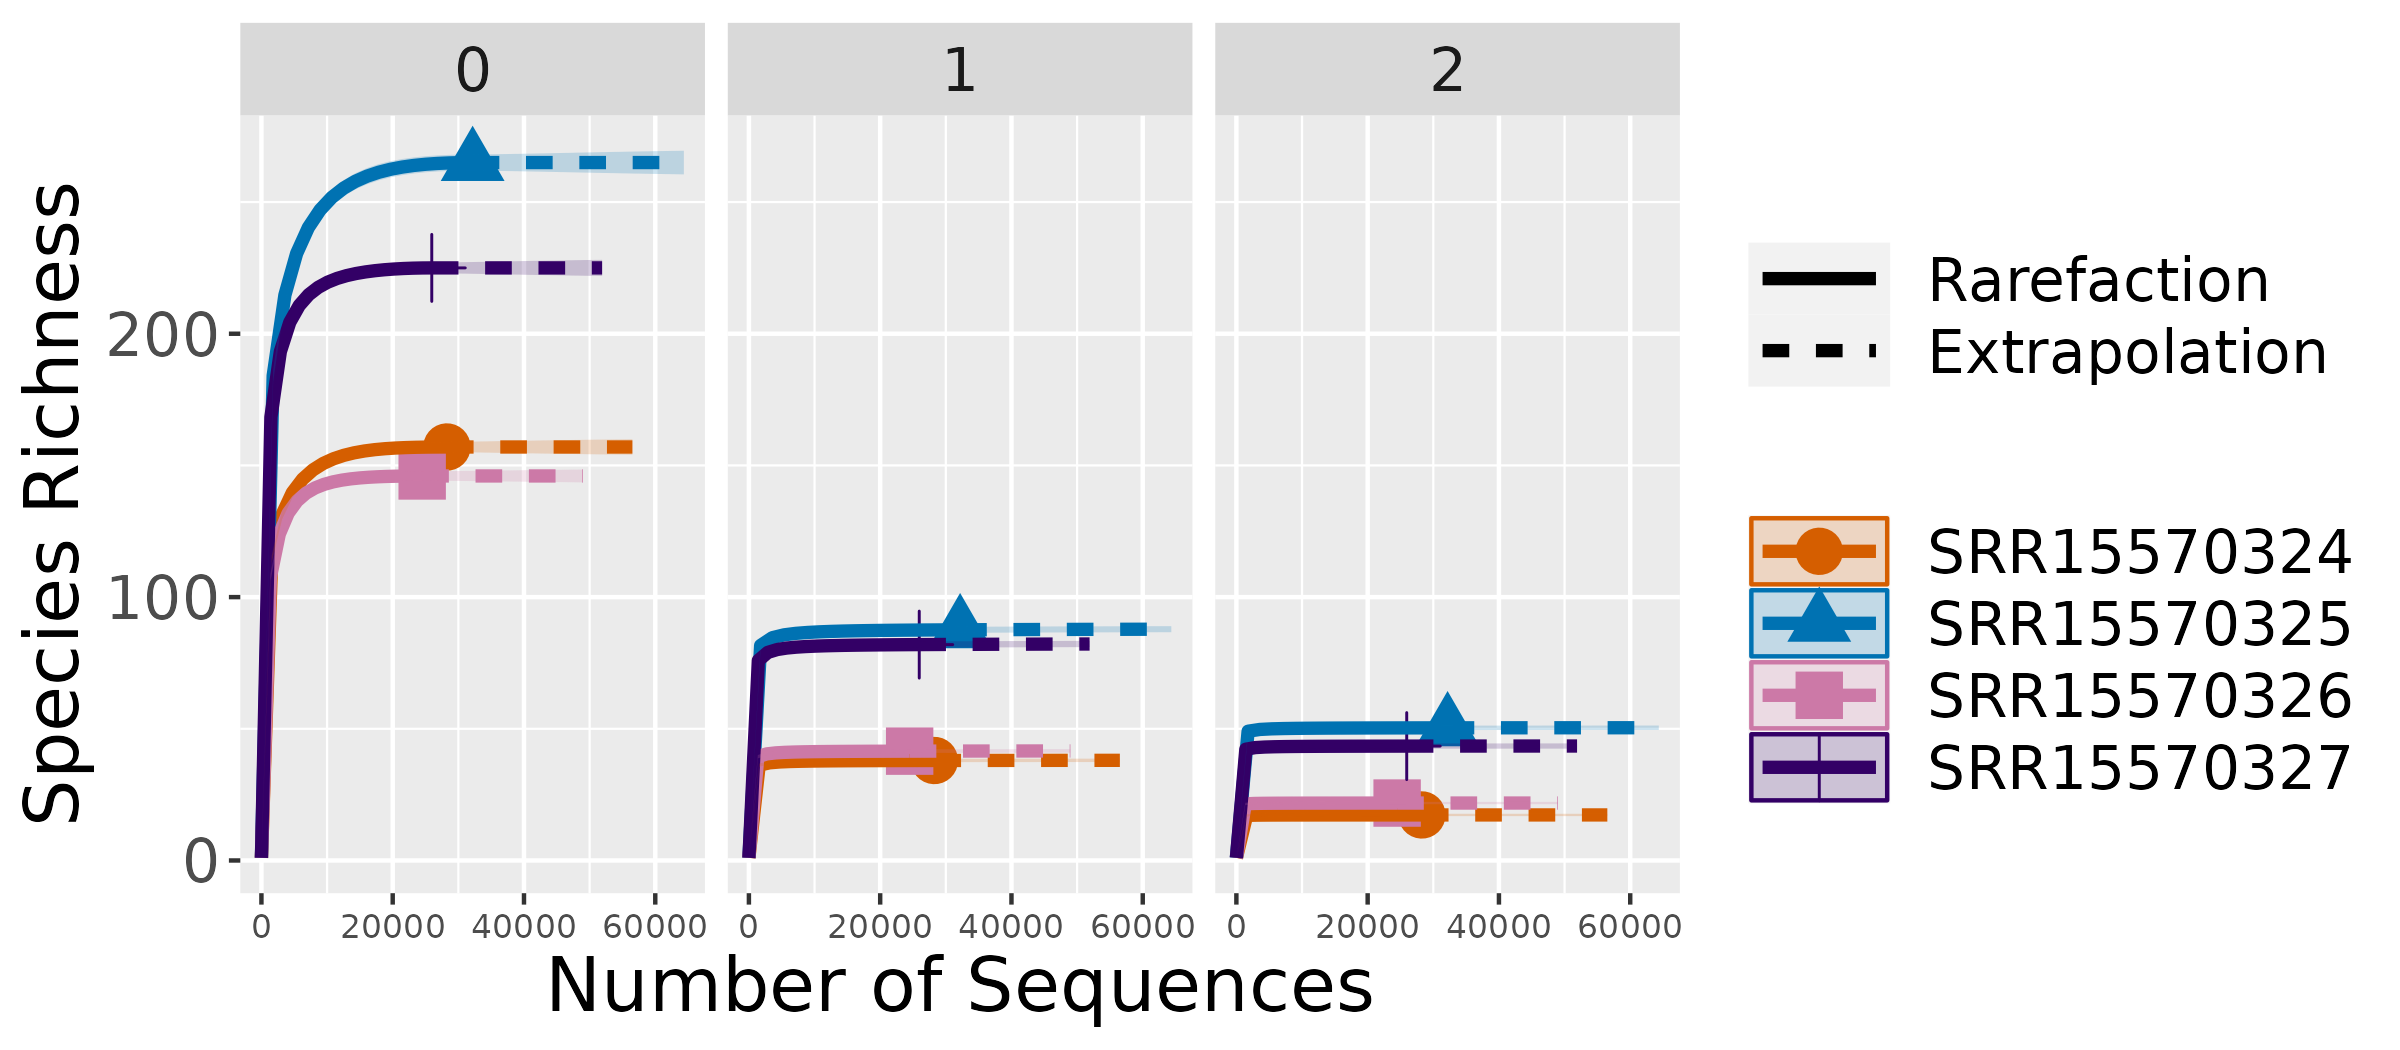 0 1 2
Species Richness
200
100
0
0 20000 40000 60000 0 20000 40000 60000 0 20000 40000 60000
Number of Sequences
Rarefaction
Extrapolation
SRR15570324
SRR15570325
SRR15570326
SRR15570327